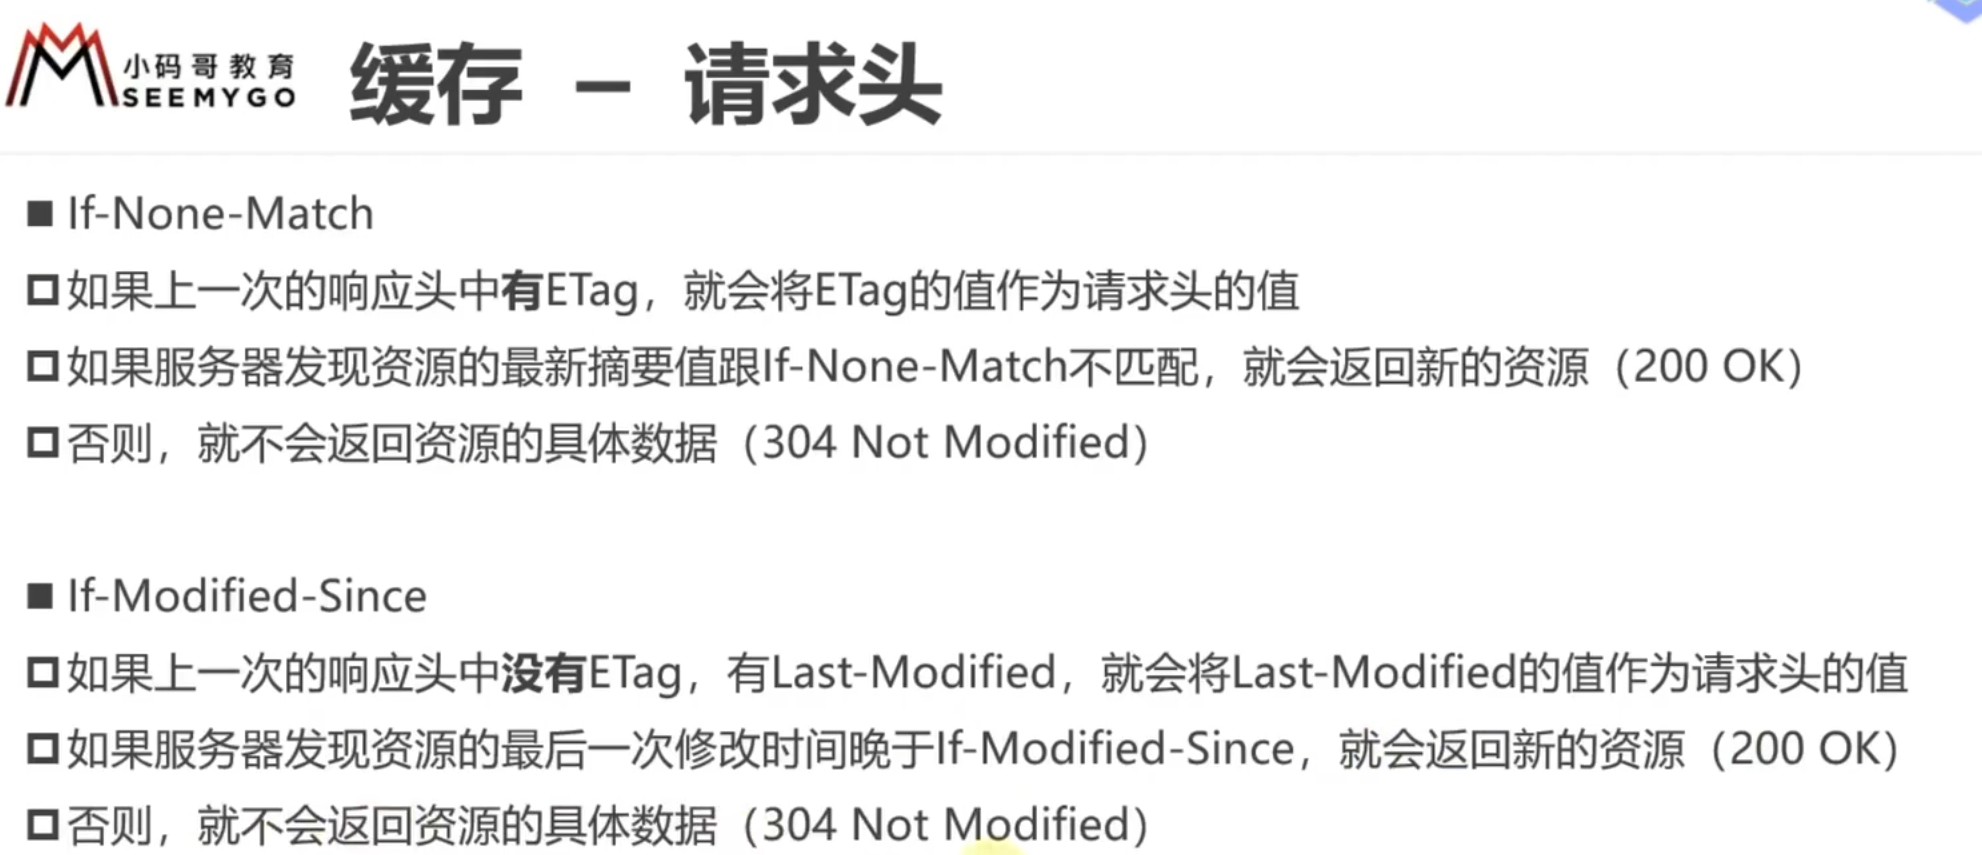 小码哥教育
SEEMYGO
缓存 － 请求头
■ If-None-Match
□如果上一次的响应头中有ETag，就会将ETag的值作为请求头的值
□如果服务器发现资源的最新摘要值跟If-None-Match不匹配，就会返回新的资源（200 OK）
□否则，就不会返回资源的具体数据（304 Not Modified）
■ If-Modified-Since
□如果上一次的响应头中没有ETag，有Last-Modified，就会将Last-Modified的值作为请求头的值
□如果服务器发现资源的最后一次修改时间晚于If-Modified-Since，就会返回新的资源（200 OK）
□否则，就不会返回资源的具体数据（304 Not Modified）